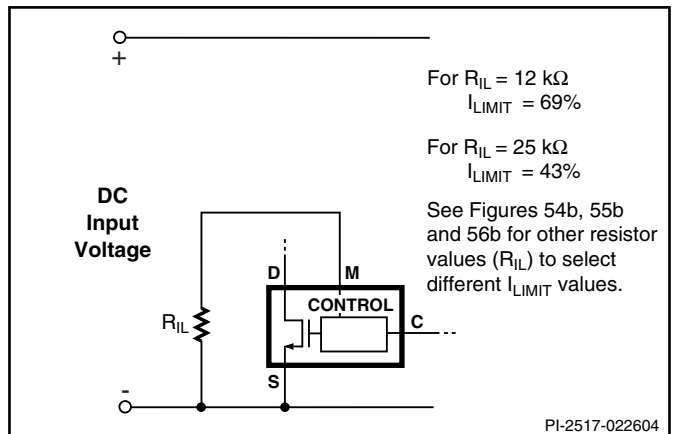 +
For R_IL = 12 kΩ
I_LIMIT = 69%
For R_IL = 25 kΩ
I_LIMIT = 43%
See Figures 54b, 55b
and 56b for other resistor
values (R_IL) to select
different I_LIMIT values.
DC
Input
Voltage
D
M
CONTROL
C
R_IL
S
-
PI-2517-022604